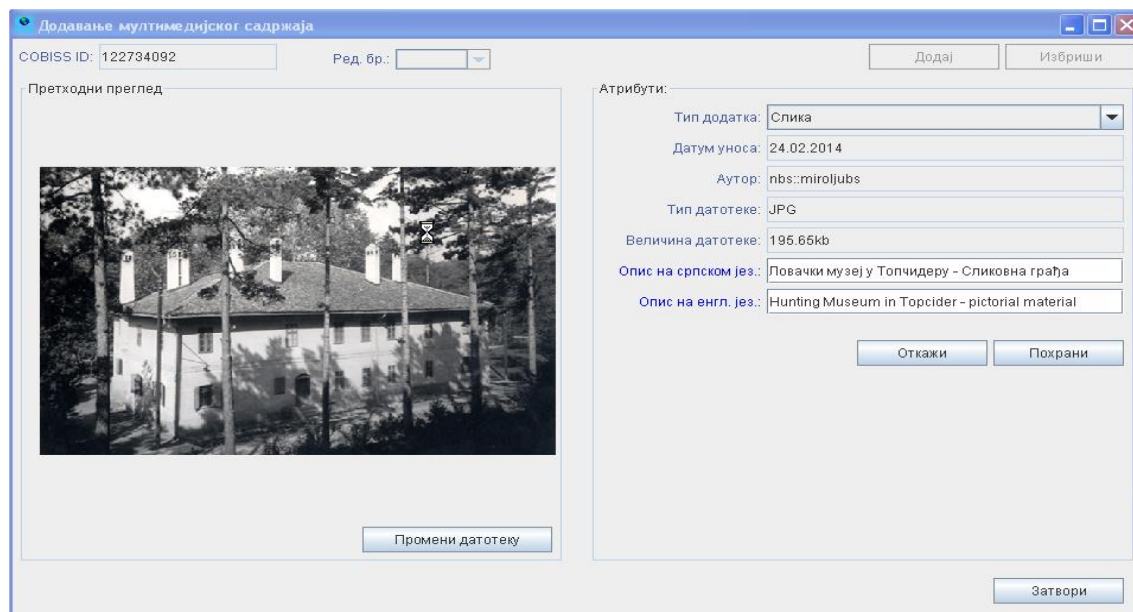 Додавање мултимедијског садржаја
COBISS ID: 122734092 Ред. бр.: Додај Избриши
Претходни преглед
Атрибути:
Тип додатка: Слика
Датум уноса: 24.02.2014
Аутор: nbs::miroljubs
Тип датотеке: JPG
Величина датотеке: 195.65kb
Опис на српском јез.: Ловачки музеј у Топчидеру - Сликовна грађа
Опис на енгл. јез.: Hunting Museum in Topcider - pictorial material
Откажи Похрани
Промени датотеку
Затвори